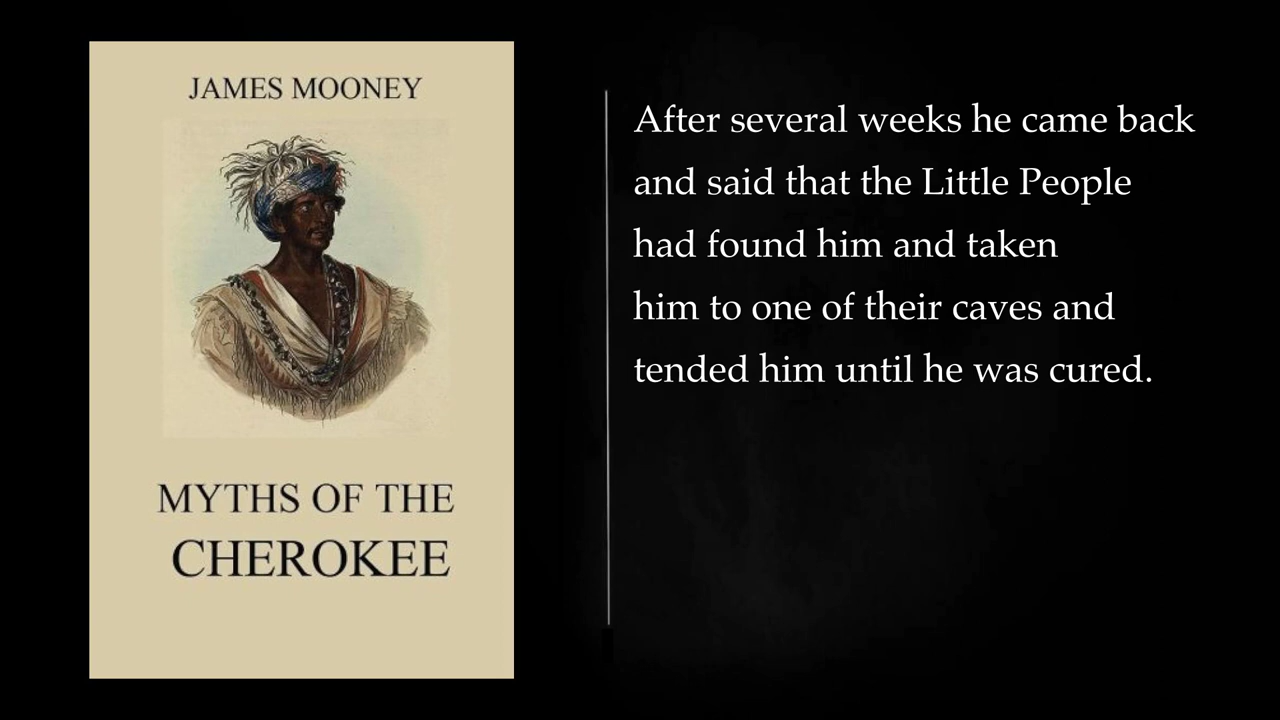 JAMES MOONEY
MYTHS OF THE
CHEROKEE
After several weeks he came back
and said that the Little People
had found him and taken
him to one of their caves and
tended him until he was cured.